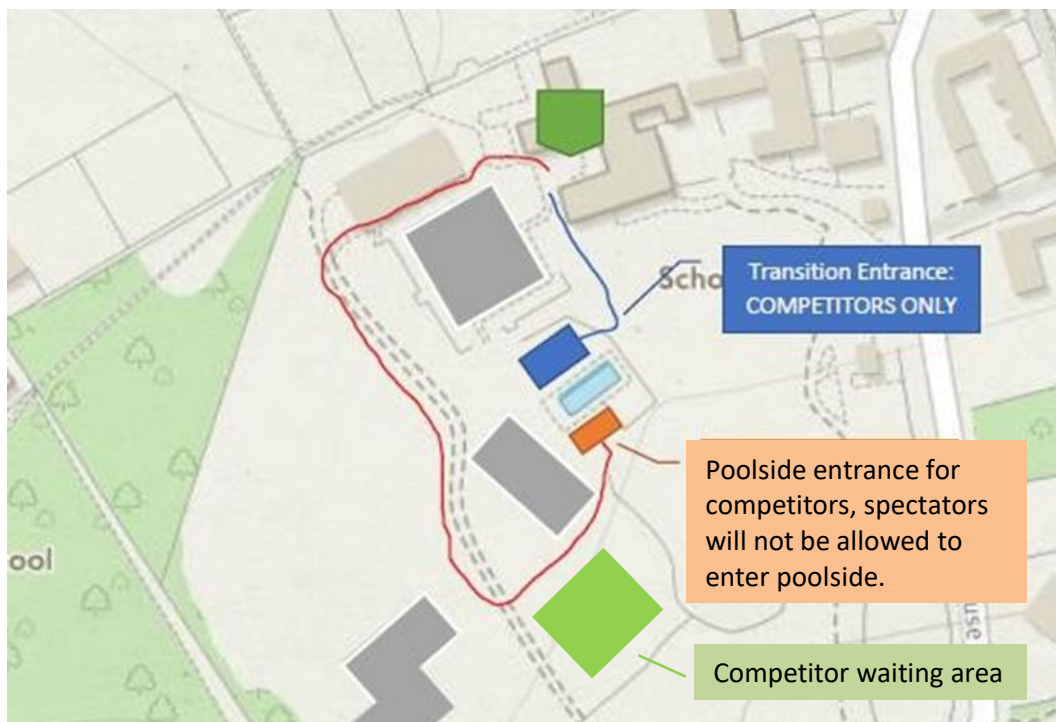 Scho
Transition Entrance:
COMPETITORS ONLY
Poolside entrance for
competitors, spectators
will not be allowed to
enter poolside.
ool
use
Competitor waiting area